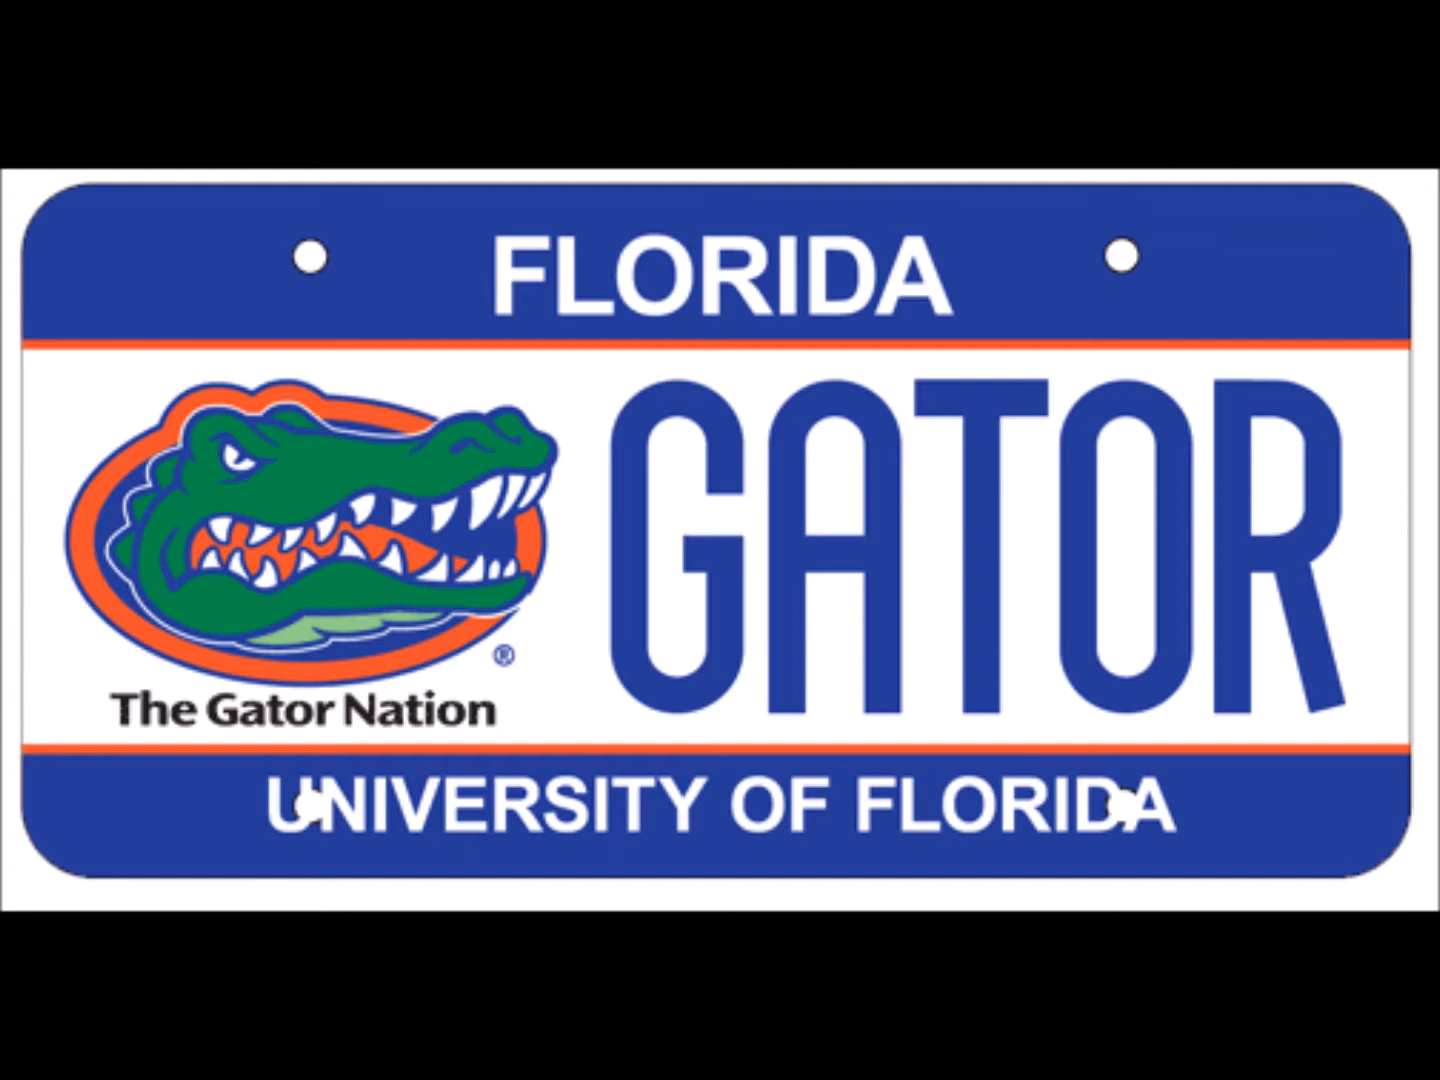 FLORIDA
GATOR
®
The Gator Nation
UNIVERSITY OF FLORIDA